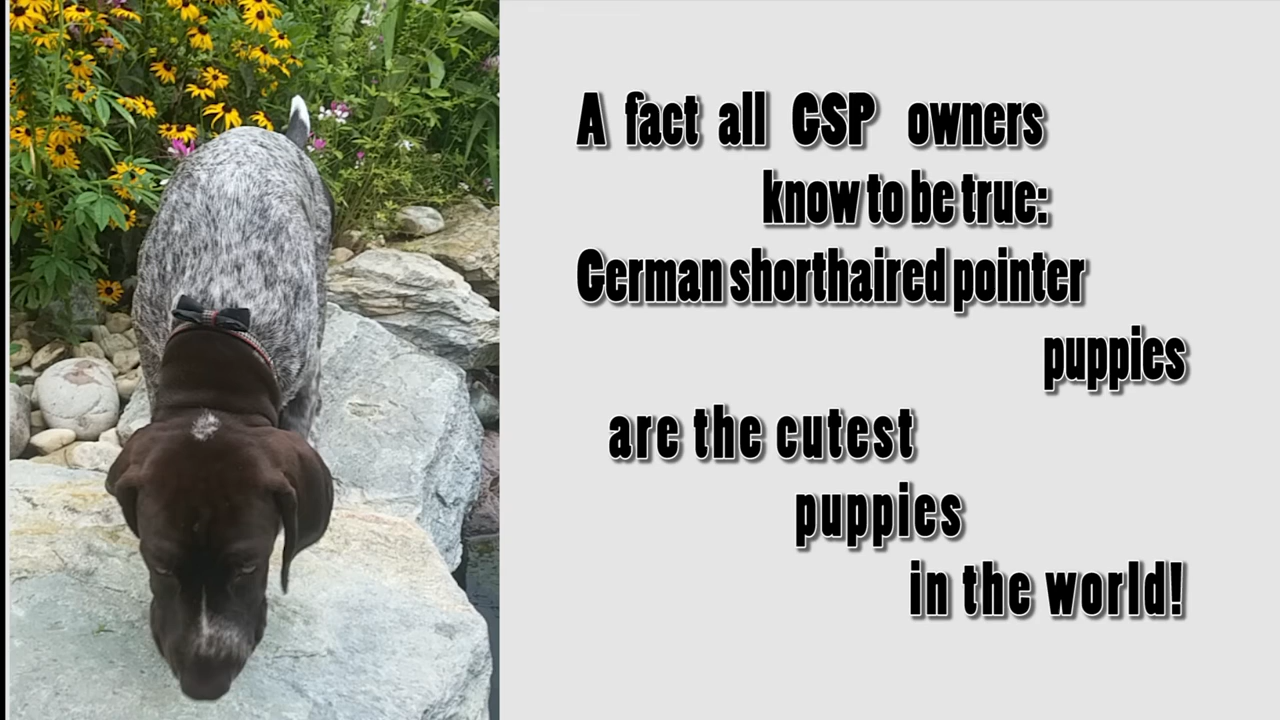 A fact all GSP owners
know to be true:
German shorthaired pointer
puppies
are the cutest
puppies
in the world!